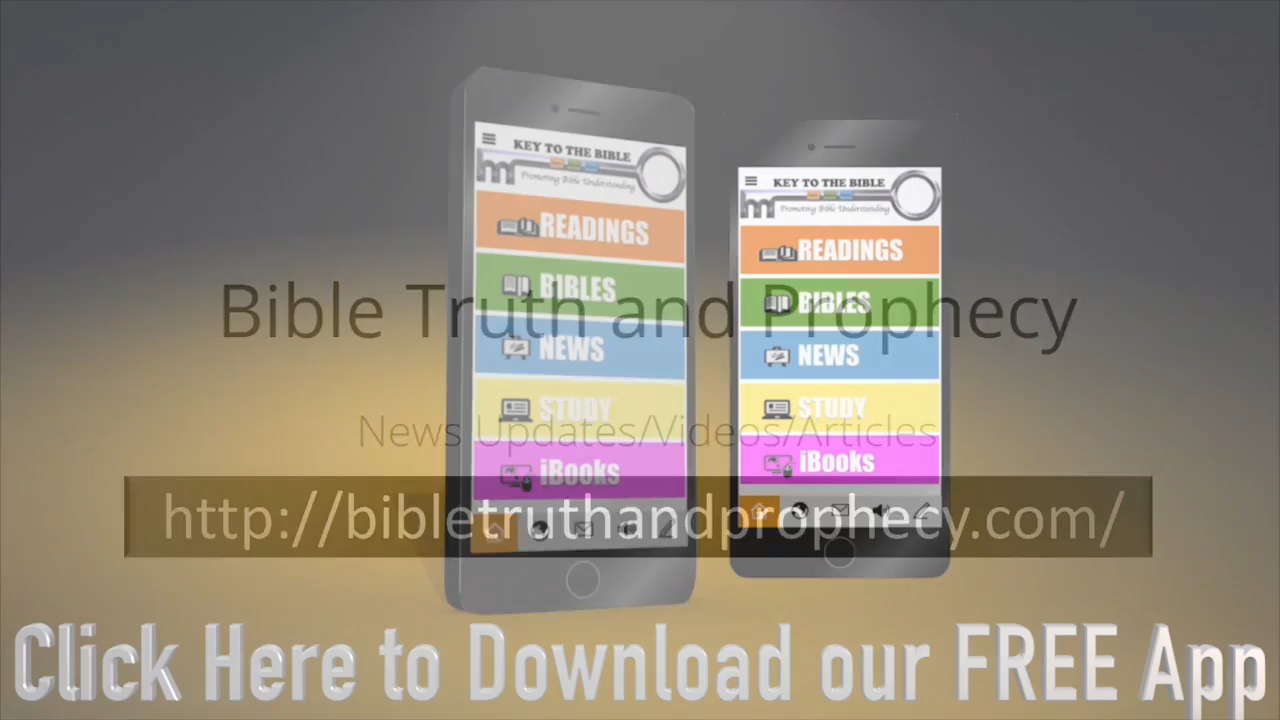 KEY TO THE BIBLE
Promoting Bible Understanding
READINGS
BIBLES
NEWS
STUDY
iBooks
KEY TO THE BIBLE
Promoting Bible Understanding
READINGS
BIBLES
NEWS
STUDY
iBooks
Bible Truth and Prophecy
News Updates/Videos/Articles
http://bibletruthandprophecy.com/
Click Here to Download our FREE App